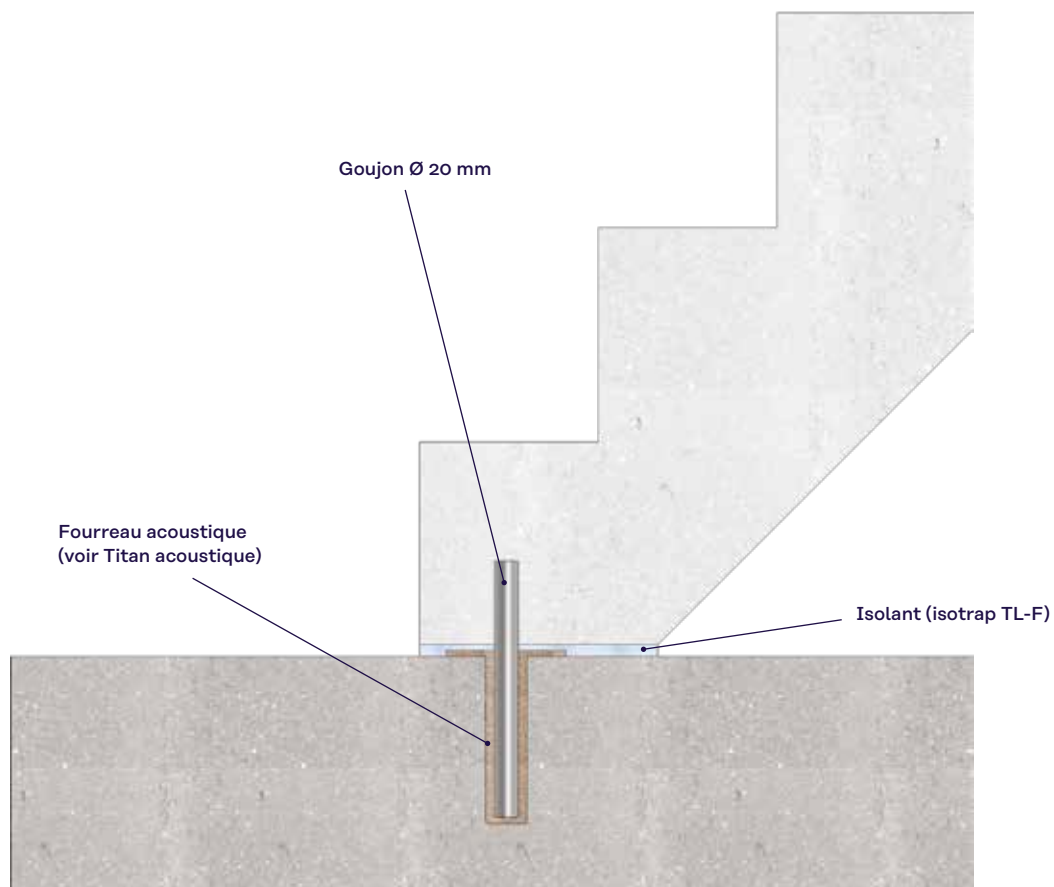 Goujon Ø 20 mm
Fourreau acoustique
(voir Titan acoustique)
Isolant (isotrap TL-F)